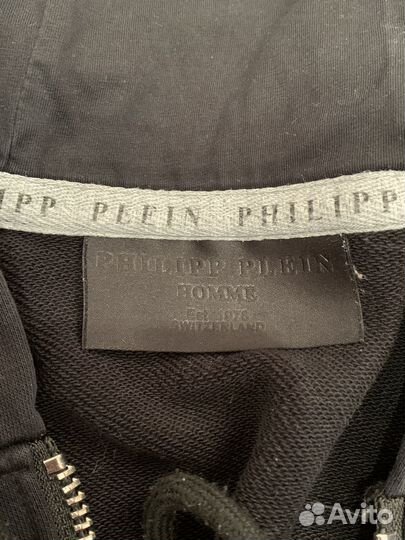 IPP PLEIN PHILIPP
PHILIPP PLEIN
HOMME
Est. 1978
SWITZERLAND
Avito